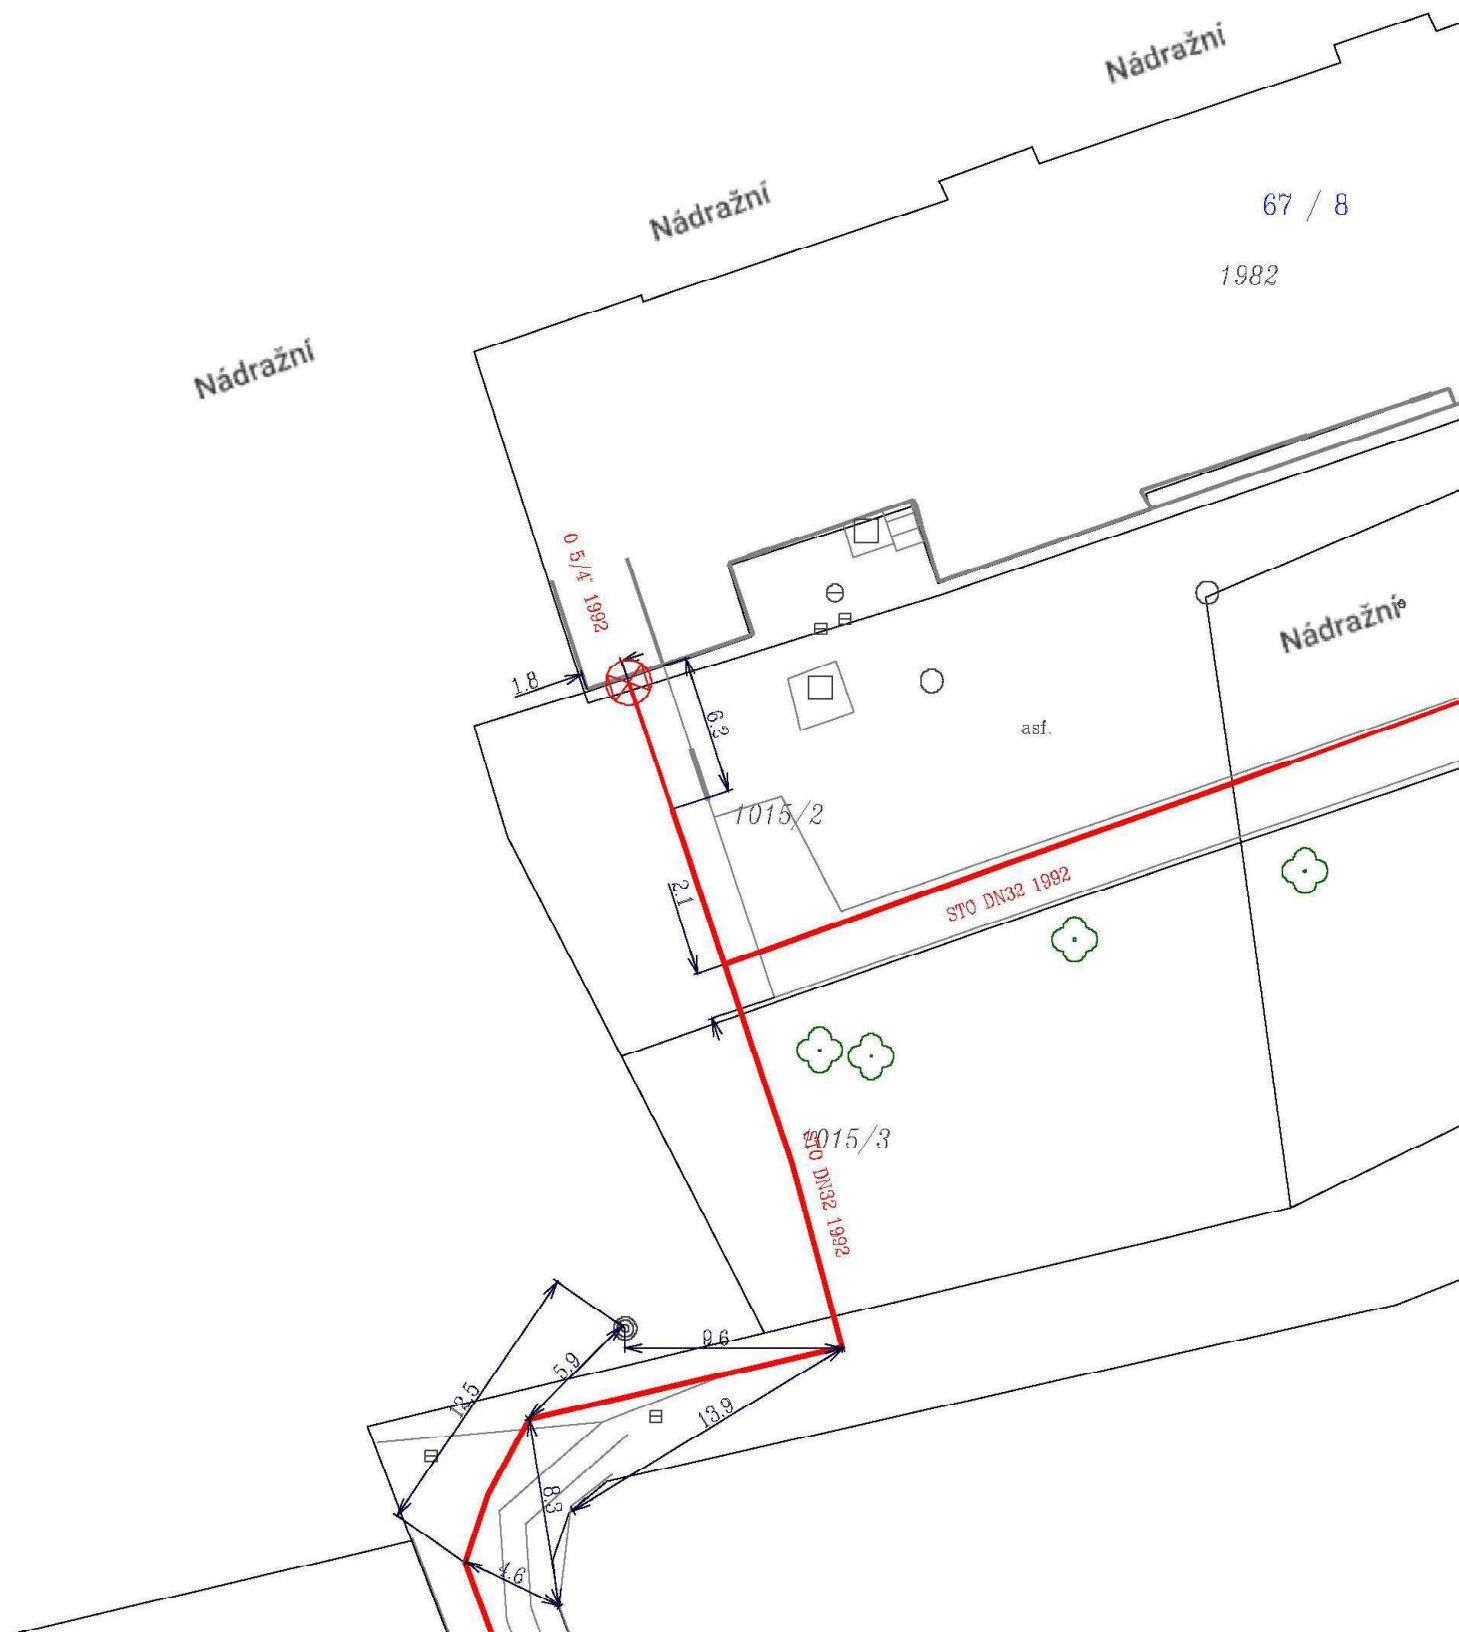 Nádražní
Nádražní
67 / 8
1982
Nádražní
0 5/4" 1992
Nádražní
1.8
6.3
asf.
1015/2
2.1
STO DN32 1992
1015/3
STO DN32 1992
9.6
5.9
12.5
13.9
8.3
4.6